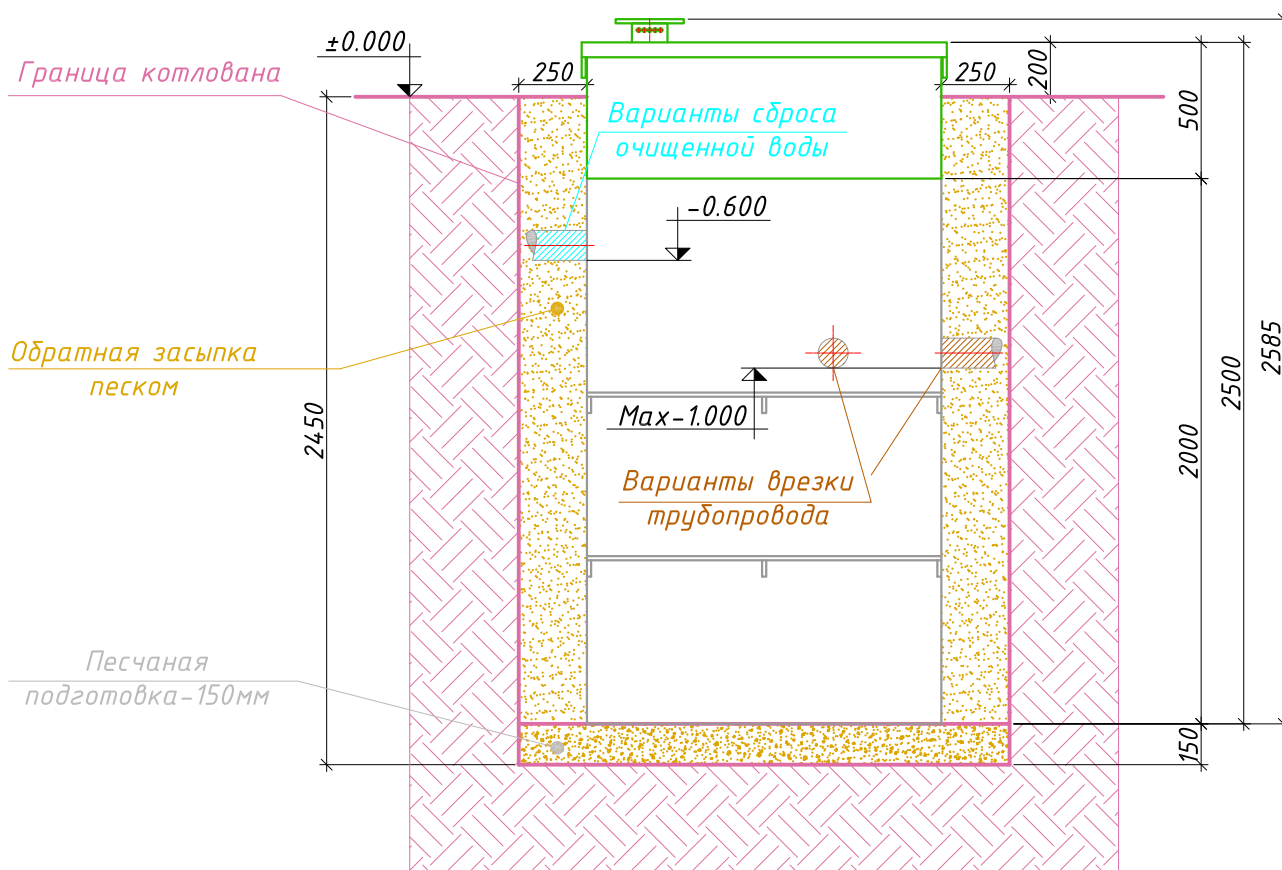 ±0.000
Граница котлована
250
250
200
500
Варианты сброса
очищенной воды
-0.600
Обратная засыпка
песком
2450
Max-1.000
2585
2500
2000
Варианты врезки
трубопровода
Песчаная
подготовка-150мм
150